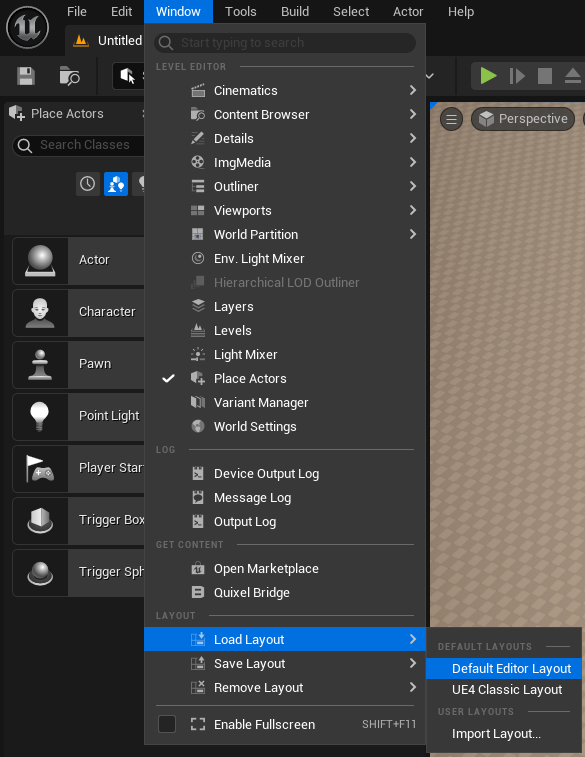 File Edit Window Tools Build Select Actor Help
Untitled
Start typing to search
LEVEL EDITOR
Cinematics
Content Browser
Details
ImgMedia
Outliner
Viewports
World Partition
Env. Light Mixer
Hierarchical LOD Outliner
Layers
Levels
Light Mixer
Place Actors
Variant Manager
World Settings
LOG
Device Output Log
Message Log
Output Log
GET CONTENT
Open Marketplace
Quixel Bridge
LAYOUT
Load Layout
Save Layout
Remove Layout
Enable Fullscreen SHIFT+F11
DEFAULT LAYOUTS
Default Editor Layout
UE4 Classic Layout
USER LAYOUTS
Import Layout...
Place Actors
Search Classes
Actor
Character
Pawn
Point Light
Player Star
Trigger Box
Trigger Sph
Perspective